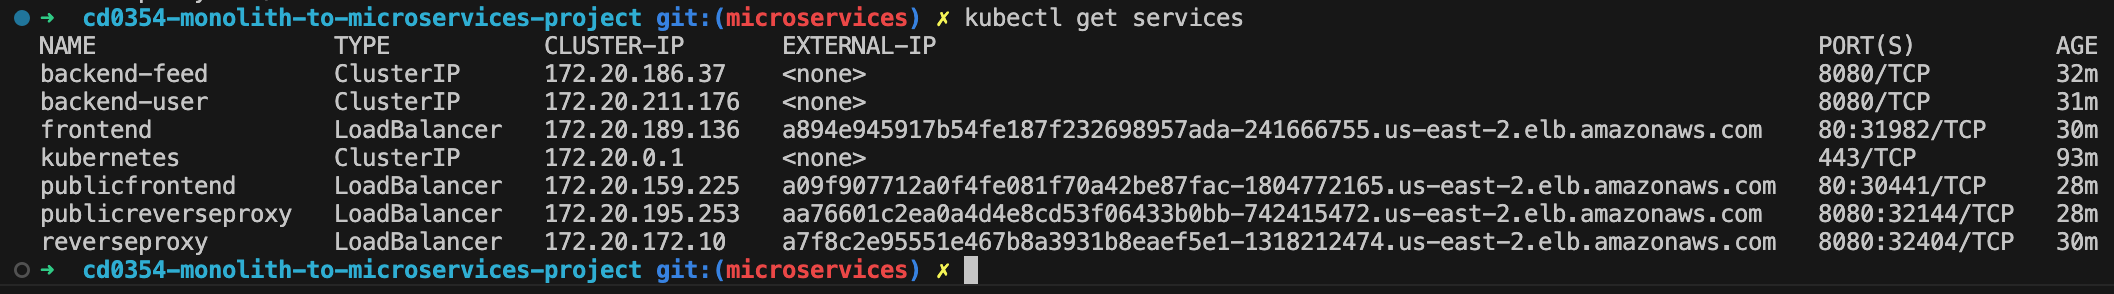 ➜ cd0354-monolith-to-microservices-project git:(microservices) ✗ kubectl get services
NAME TYPE CLUSTER-IP EXTERNAL-IP PORT(S) AGE
backend-feed ClusterIP 172.20.186.37 <none> 8080/TCP 32m
backend-user ClusterIP 172.20.211.176 <none> 8080/TCP 31m
frontend LoadBalancer 172.20.189.136 a894e945917b54fe187f232698957ada-241666755.us-east-2.elb.amazonaws.com 80:31982/TCP 30m
kubernetes ClusterIP 172.20.0.1 <none> 443/TCP 93m
publicfrontend LoadBalancer 172.20.159.225 a09f907712a0f4fe081f70a42be87fac-1804772165.us-east-2.elb.amazonaws.com 80:30441/TCP 28m
publicreverseproxy LoadBalancer 172.20.195.253 aa76601c2ea0a4d4e8cd53f06433b0bb-742415472.us-east-2.elb.amazonaws.com 8080:32144/TCP 28m
reverseproxy LoadBalancer 172.20.172.10 a7f8c2e95551e467b8a3931b8eaef5e1-1318212474.us-east-2.elb.amazonaws.com 8080:32404/TCP 30m
➜ cd0354-monolith-to-microservices-project git:(microservices) ✗